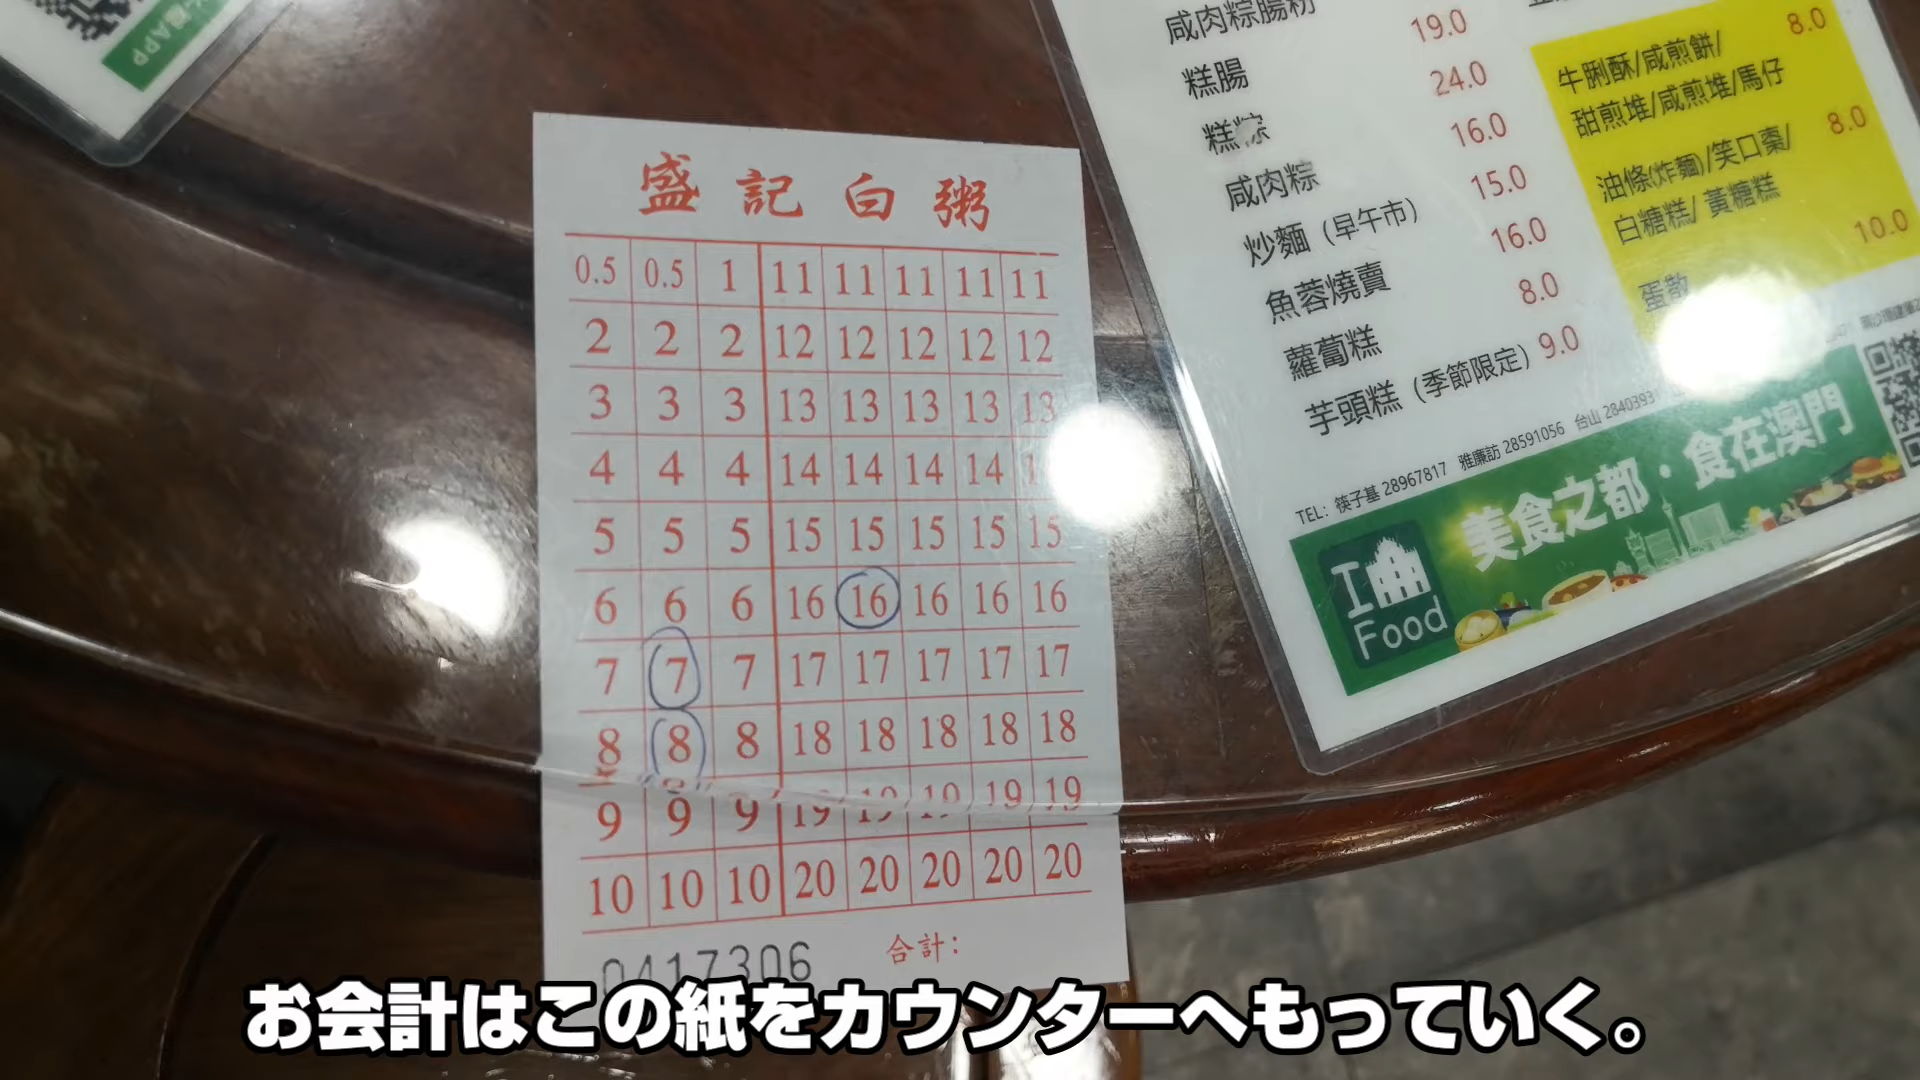 APP
盛記白粥
0.5 0.5 1 11 11 11 11 11
2 2 2 12 12 12 12 12
3 3 3 13 13 13 13 13
4 4 4 14 14 14 14
5 5 5 15 15 15 15 15
6 6 6 16 16 16 16 16
7 7 7 17 17 17 17 17
8 8 8 18 18 18 18 18
9 9 9 19 19 19 19 19
10 10 10 20 20 20 20 20
0417306
合計：
咸肉粽腸粉 19.0
糕腸 24.0
糕粽 16.0
咸肉粽 15.0
炒麵（早午市） 16.0
魚蓉燒賣 8.0
蘿蔔糕 9.0
芋頭糕（季節限定）
8.0
牛脷酥/咸煎餅/
甜煎堆/咸煎堆/馬仔
8.0
油條(炸麵)/笑口棗/
白糖糕/黃糖糕
10.0
蛋散
TEL: 筷子基 28967817 雅廉訪 28591056 台山
美食之都・食在澳門
I
Food
お会計はこの紙をカウンターへもっていく。